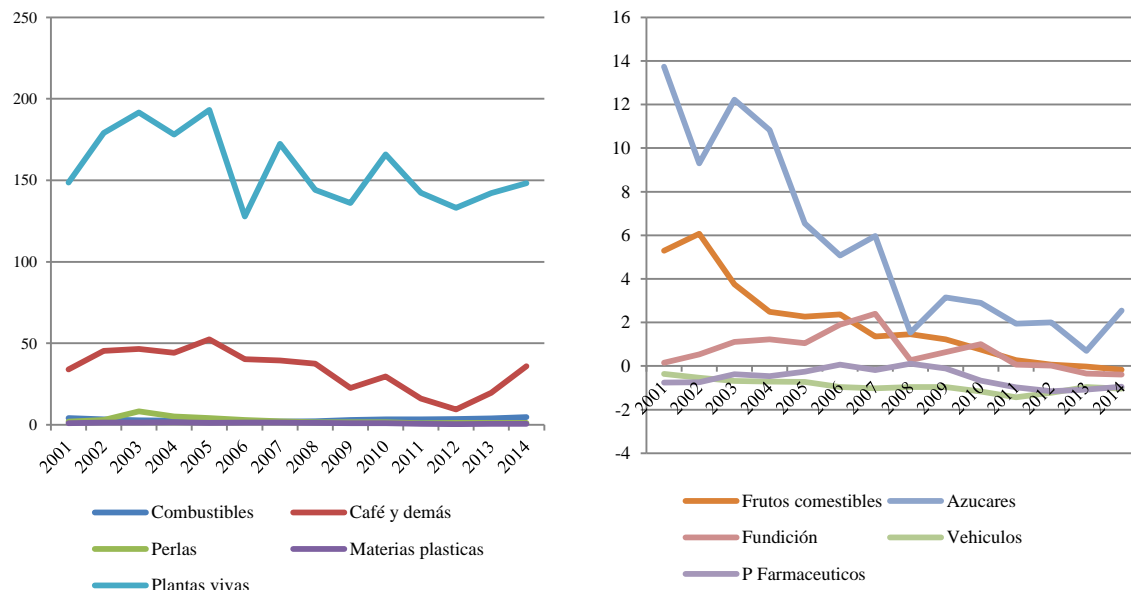 250
200
150
100
50
0
2001 2002 2003 2004 2005 2006 2007 2008 2009 2010 2011 2012 2013 2014
Combustibles Café y demás
Perlas Materias plasticas
Plantas vivas
16
14
12
10
8
6
4
2
0
-2
-4
2001 2002 2003 2004 2005 2006 2007 2008 2009 2010 2011 2012 2013 2014
Frutos comestibles Azucares
Fundición Vehiculos
P Farmaceuticos